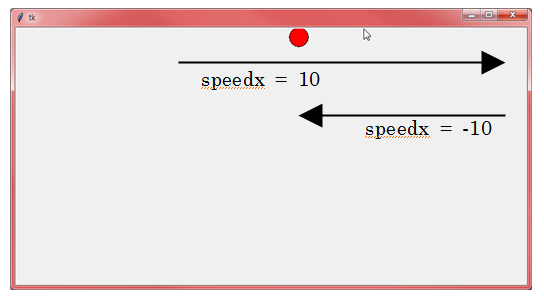 tk
speedx = 10
speedx = -10